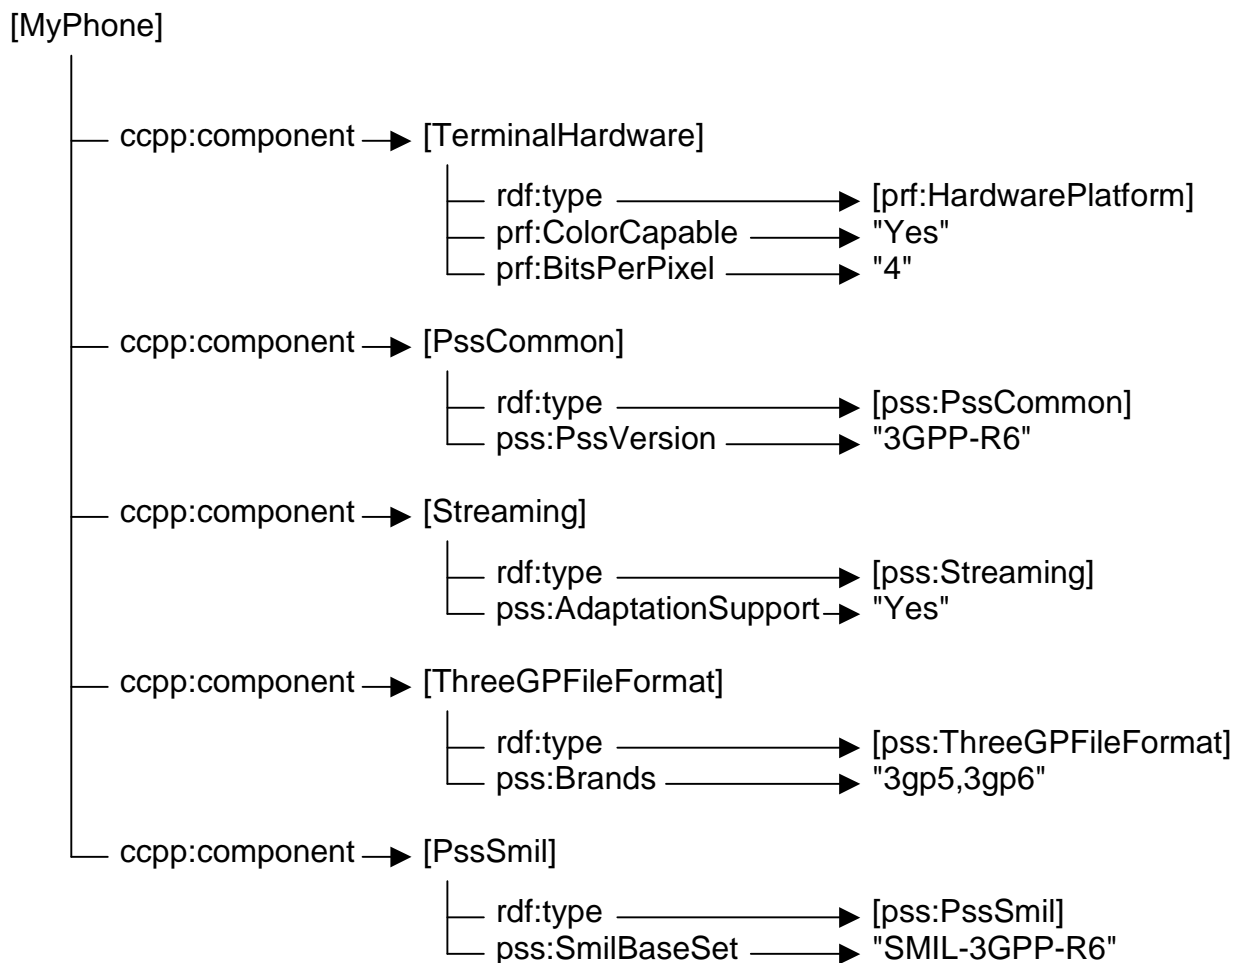 [MyPhone]
ccpp:component [TerminalHardware]
rdf:type [prf:HardwarePlatform]
prf:ColorCapable "Yes"
prf:BitsPerPixel "4"
ccpp:component [PssCommon]
rdf:type [pss:PssCommon]
pss:PssVersion "3GPP-R6"
ccpp:component [Streaming]
rdf:type [pss:Streaming]
pss:AdaptationSupport "Yes"
ccpp:component [ThreeGPFileFormat]
rdf:type [pss:ThreeGPFileFormat]
pss:Brands "3gp5,3gp6"
ccpp:component [PssSmil]
rdf:type [pss:PssSmil]
pss:SmilBaseSet "SMIL-3GPP-R6"